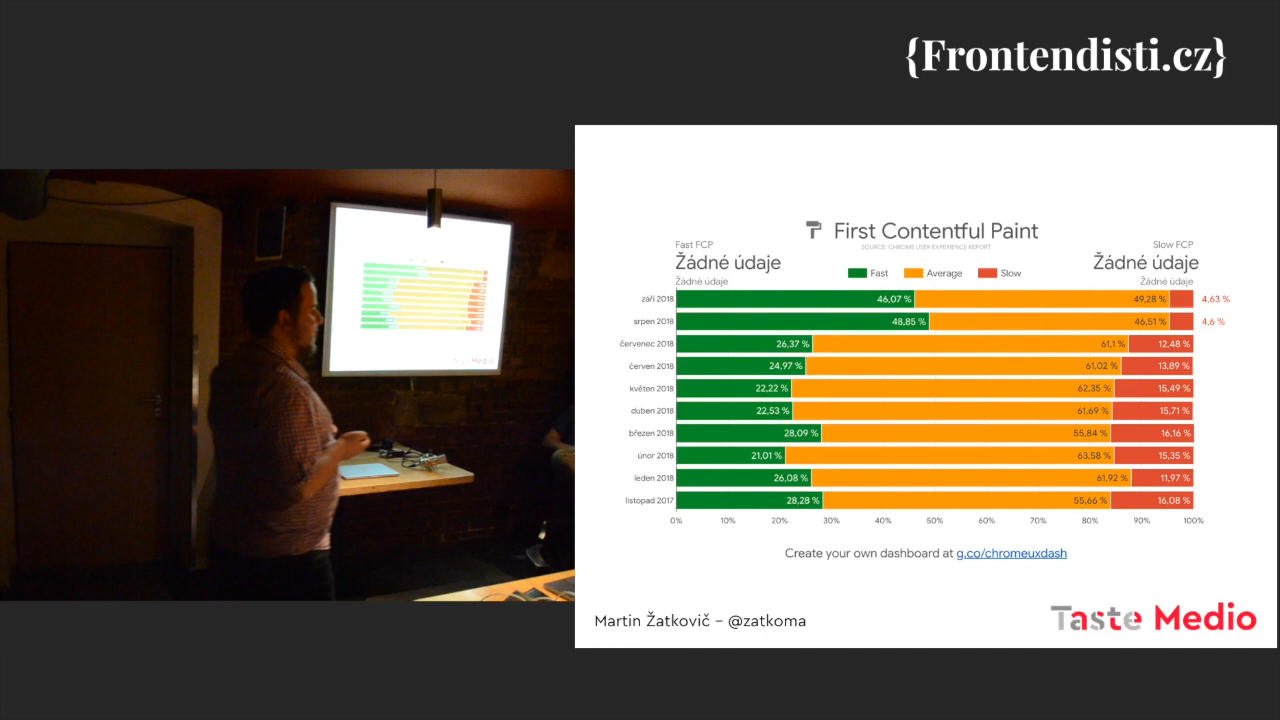 {Frontendisti.cz}
First Contentful Paint
SOURCE: CHROME USER EXPERIENCE REPORT
Fast FCP
Žádné údaje
Žádné údaje
Slow FCP
Žádné údaje
Žádné údaje
Fast Average Slow
září 2018 46,07 % 49,28 % 4,63 %
srpen 2018 48,85 % 46,51 % 4,6 %
červenec 2018 26,37 % 61,1 % 12,48 %
červen 2018 24,97 % 61,02 % 13,89 %
květen 2018 22,22 % 62,35 % 15,49 %
duben 2018 22,53 % 61,69 % 15,71 %
březen 2018 28,09 % 55,84 % 16,16 %
únor 2018 21,01 % 63,58 % 15,35 %
leden 2018 26,08 % 61,92 % 11,97 %
listopad 2017 28,28 % 55,66 % 16,08 %
0% 10% 20% 30% 40% 50% 60% 70% 80% 90% 100%
Create your own dashboard at g.co/chromeuxdash
Martin Žatkovič – @zatkoma
Taste Medio